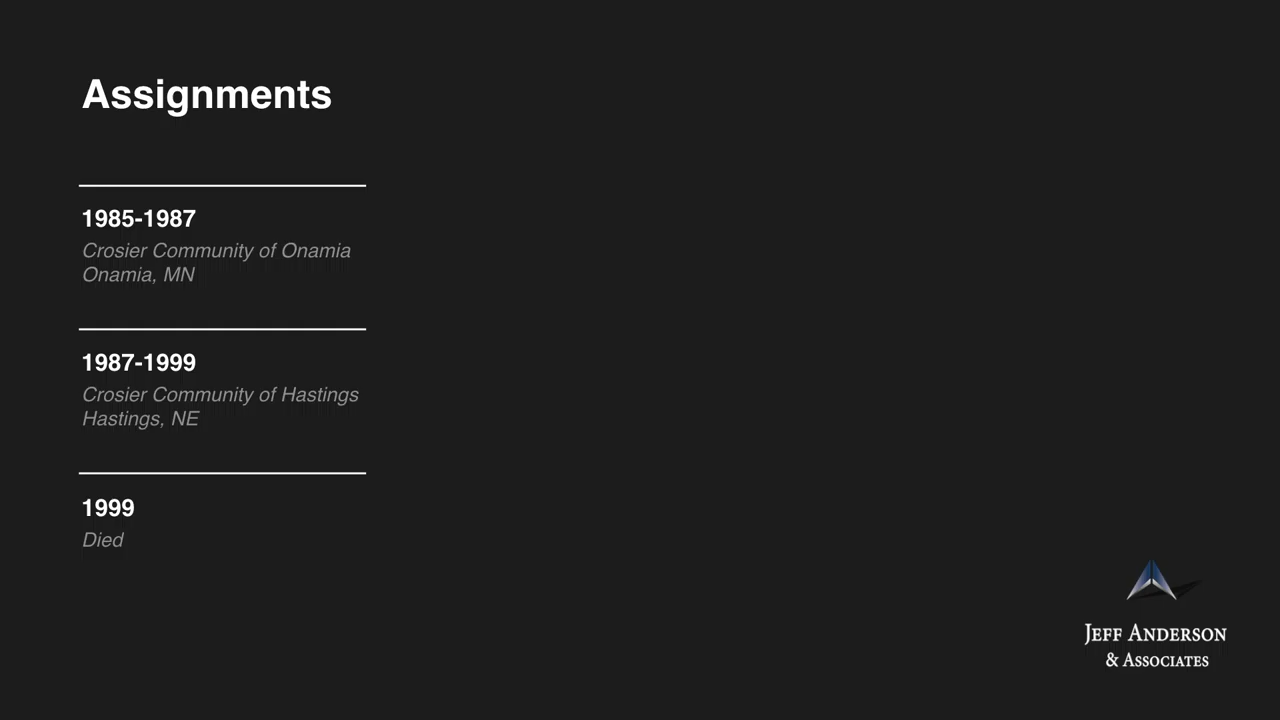 Assignments
1985-1987
Crosier Community of Onamia
Onamia, MN
1987-1999
Crosier Community of Hastings
Hastings, NE
1999
Died
JEFF ANDERSON
& ASSOCIATES